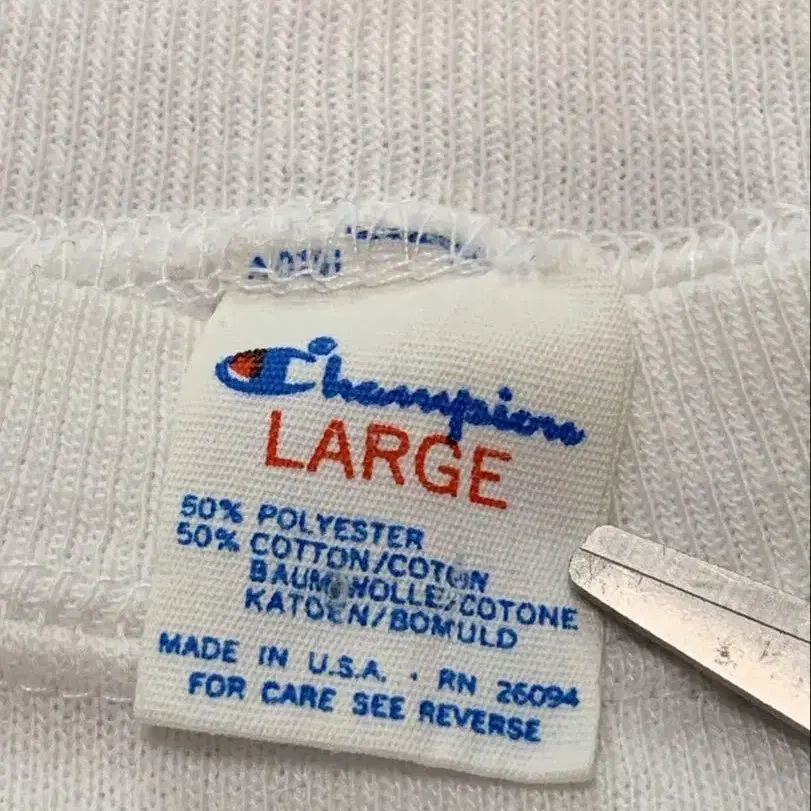 Champion
LARGE
50% POLYESTER
50% COTTON/COTON
BAUMWOLLE/COTONE
KATOEN/BOMULD
MADE IN U.S.A. . RN 26094
FOR CARE SEE REVERSE